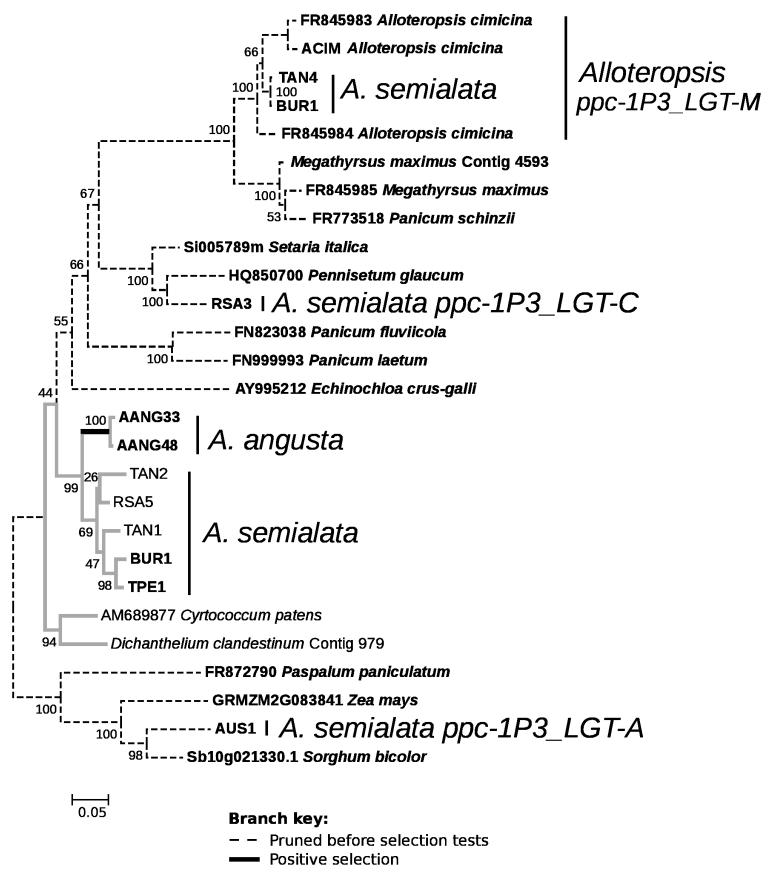 FR845983 Alloteropsis cimicina
ACIM Alloteropsis cimicina
66
TAN4
100
100
BUR1
A. semialata
Alloteropsis
ppc-1P3_LGT-M
100
FR845984 Alloteropsis cimicina
Megathyrsus maximus Contig 4593
100
FR845985 Megathyrsus maximus
67
53
FR773518 Panicum schinzii
Si005789m Setaria italica
66
100
HQ850700 Pennisetum glaucum
100
RSA3
A. semialata ppc-1P3_LGT-C
55
FN823038 Panicum fluviicola
100
FN999993 Panicum laetum
44
AY995212 Echinochloa crus-galli
100
AANG33
AANG48
A. angusta
26
TAN2
99
RSA5
69
TAN1
A. semialata
47
BUR1
98
TPE1
AM689877 Cyrtococcum patens
94
Dichanthelium clandestinum Contig 979
FR872790 Paspalum paniculatum
100
GRMZM2G083841 Zea mays
100
AUS1
A. semialata ppc-1P3_LGT-A
98
Sb10g021330.1 Sorghum bicolor
0.05
Branch key:
Pruned before selection tests
Positive selection